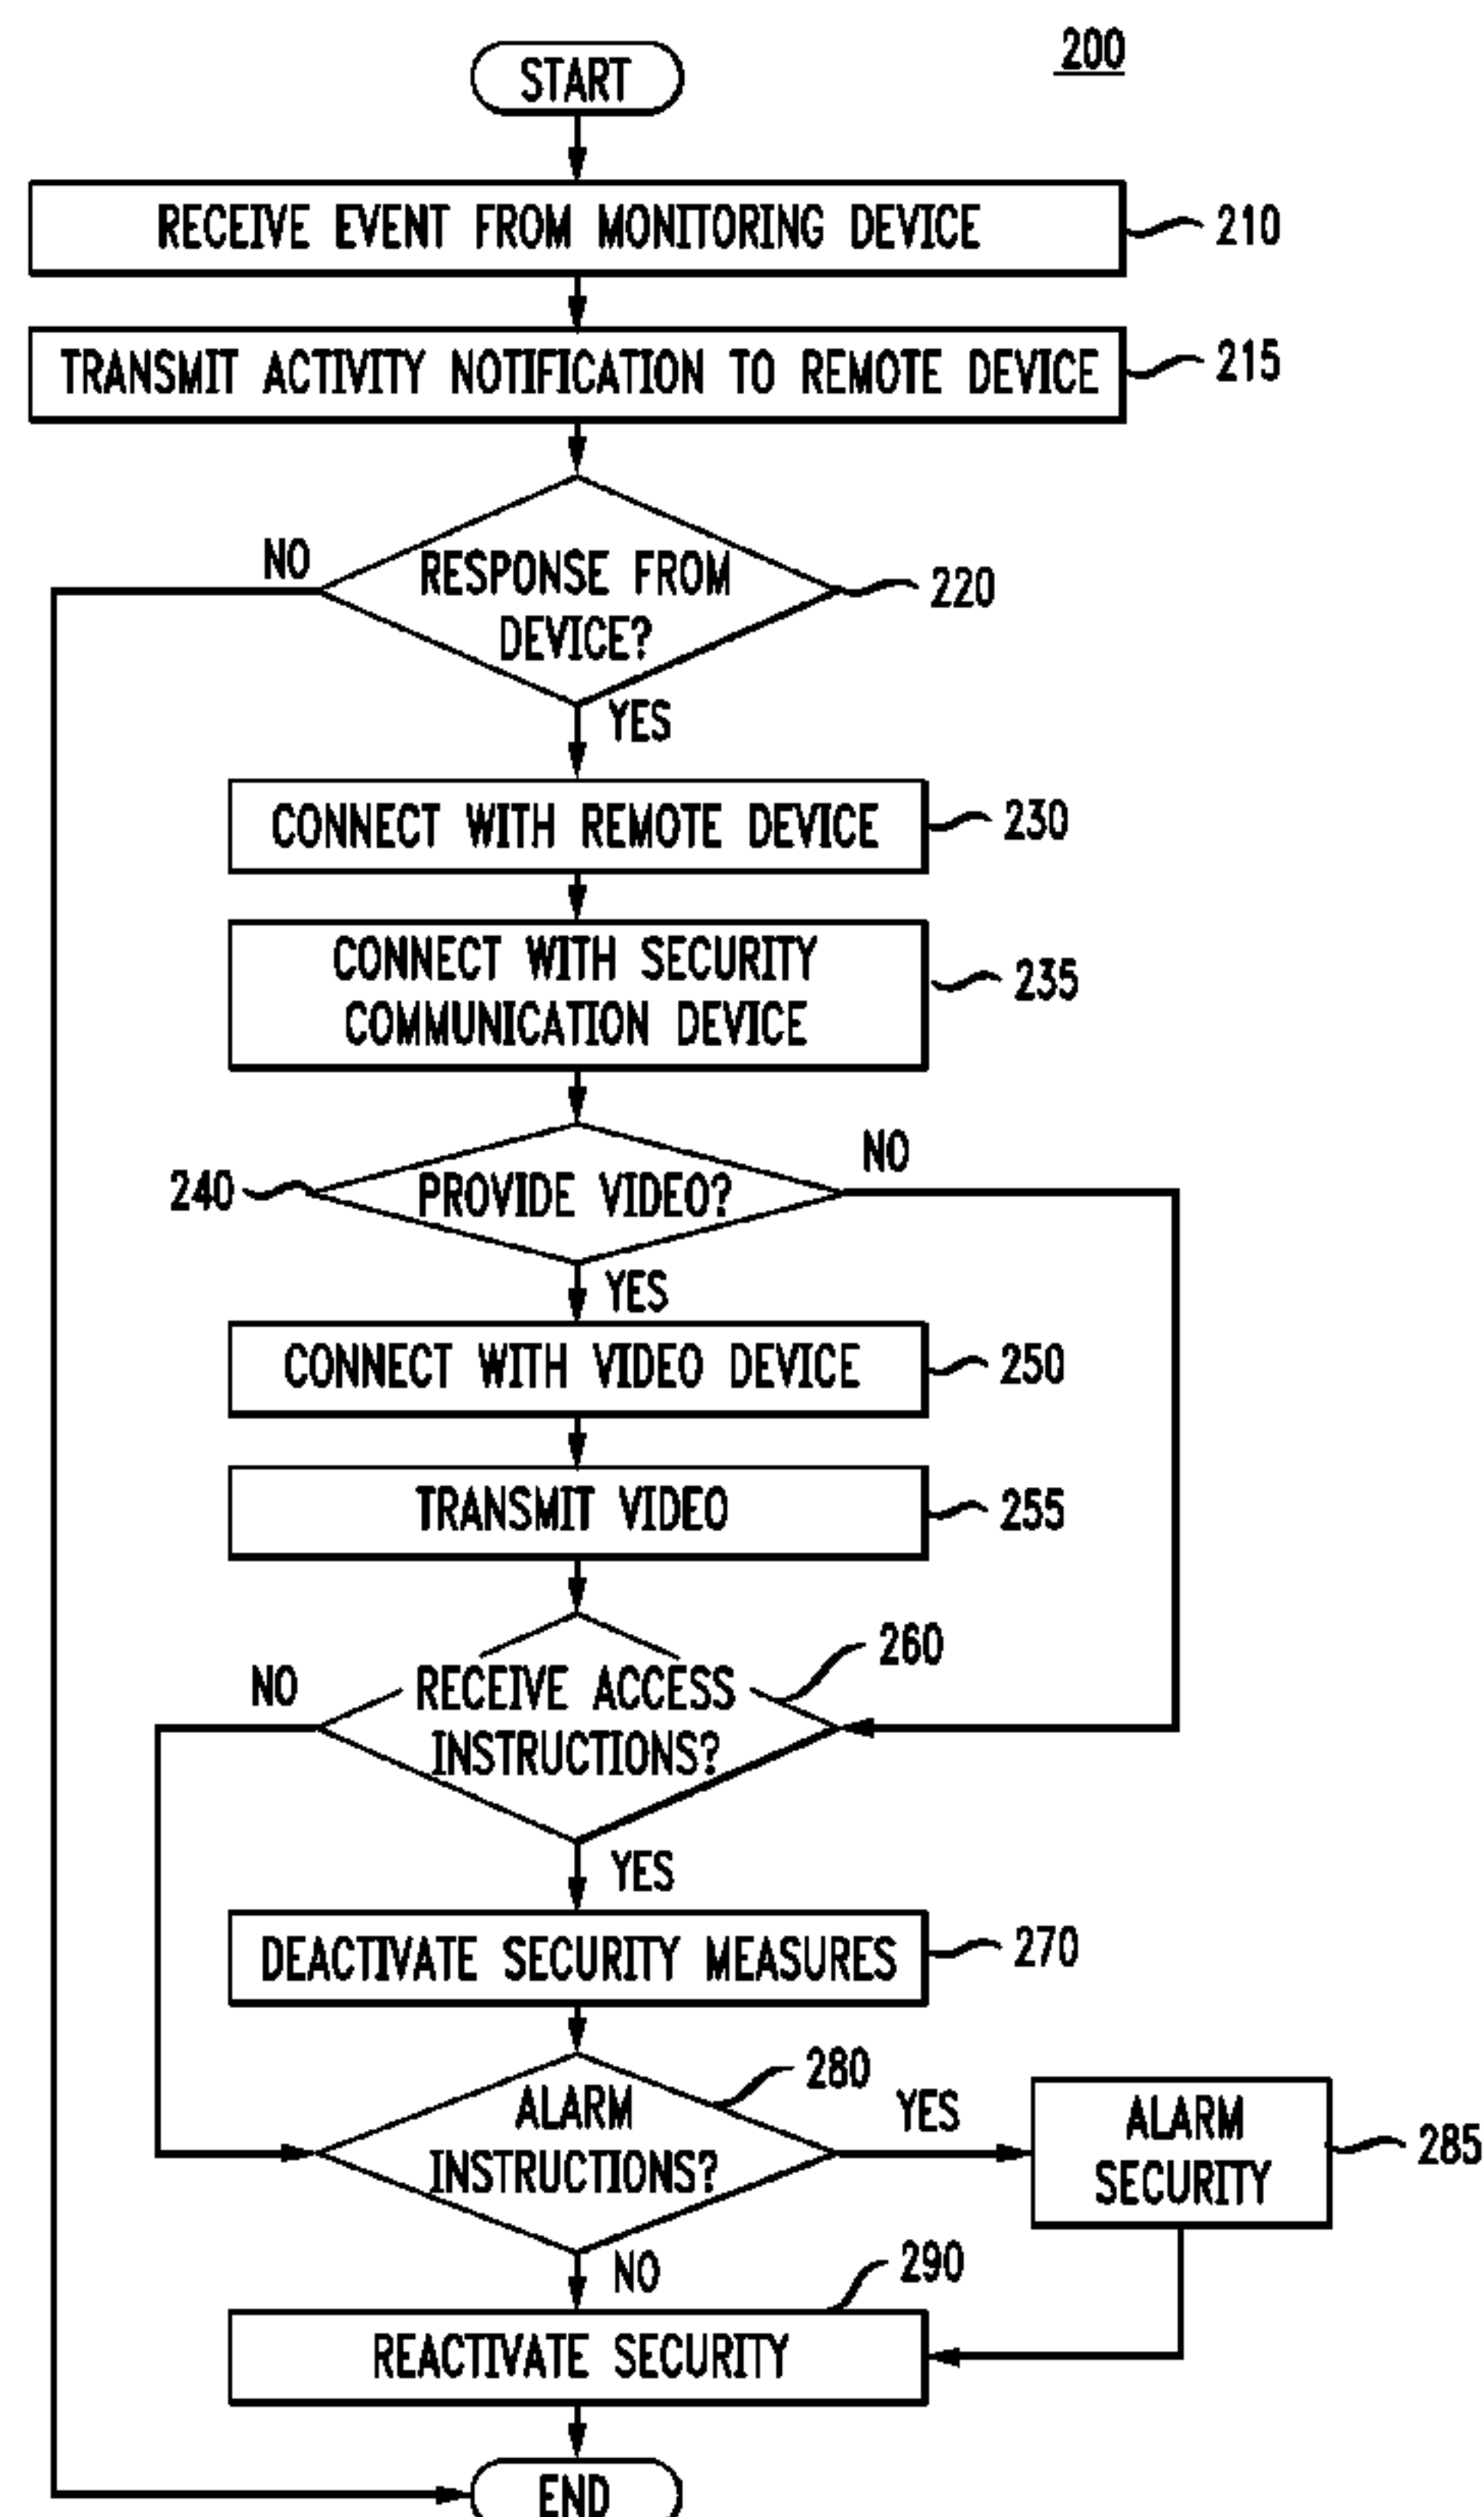 200
START
RECEIVE EVENT FROM MONITORING DEVICE
210
TRANSMIT ACTIVITY NOTIFICATION TO REMOTE DEVICE
215
NO
RESPONSE FROM
DEVICE?
220
YES
CONNECT WITH REMOTE DEVICE
230
CONNECT WITH SECURITY
COMMUNICATION DEVICE
235
NO
240
PROVIDE VIDEO?
YES
CONNECT WITH VIDEO DEVICE
250
TRANSMIT VIDEO
255
260
NO
RECEIVE ACCESS
INSTRUCTIONS?
YES
DEACTIVATE SECURITY MEASURES
270
280
ALARM
INSTRUCTIONS?
YES
ALARM
SECURITY
285
NO
290
REACTIVATE SECURITY
END